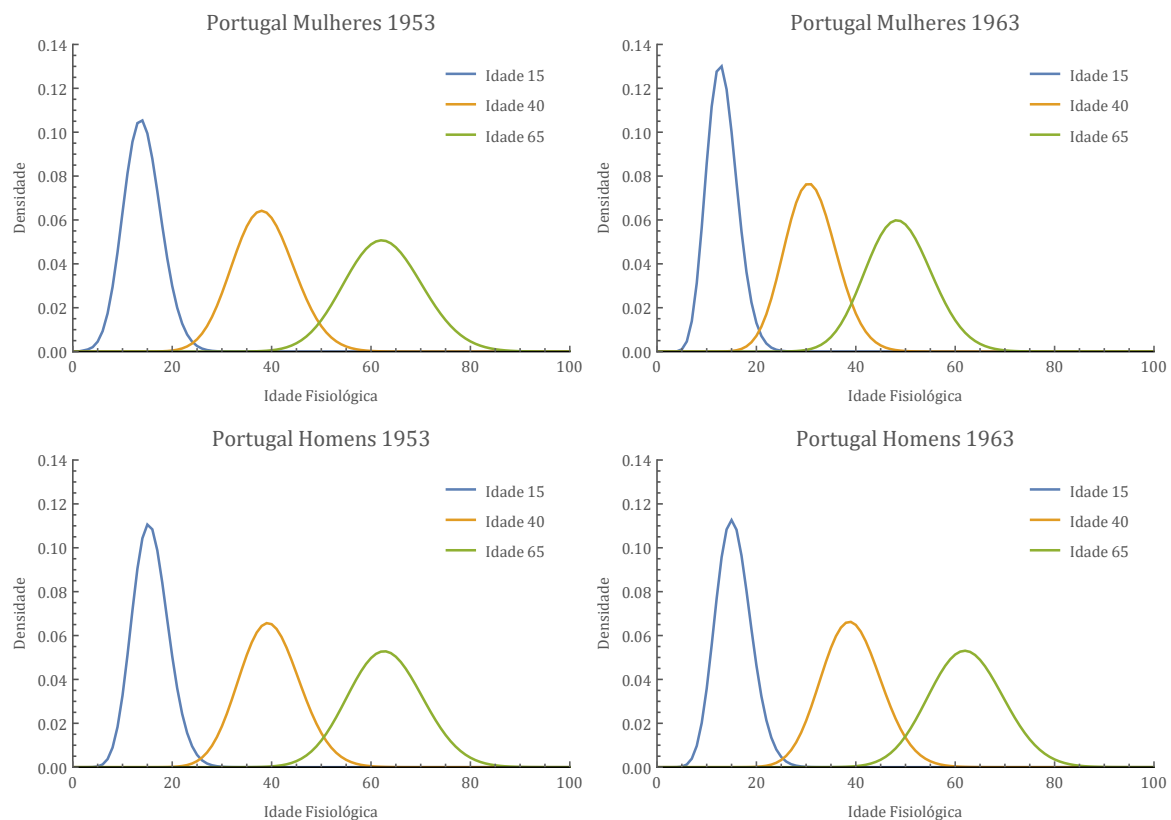 Portugal Mulheres 1953
0.14
0.12
0.10
0.08
0.06
0.04
0.02
0.00
Densidade
Idade 15
Idade 40
Idade 65
0 20 40 60 80 100
Idade Fisiológica
Portugal Mulheres 1963
0.14
0.12
0.10
0.08
0.06
0.04
0.02
0.00
Densidade
Idade 15
Idade 40
Idade 65
0 20 40 60 80 100
Idade Fisiológica
Portugal Homens 1953
0.14
0.12
0.10
0.08
0.06
0.04
0.02
0.00
Densidade
Idade 15
Idade 40
Idade 65
0 20 40 60 80 100
Idade Fisiológica
Portugal Homens 1963
0.14
0.12
0.10
0.08
0.06
0.04
0.02
0.00
Densidade
Idade 15
Idade 40
Idade 65
0 20 40 60 80 100
Idade Fisiológica